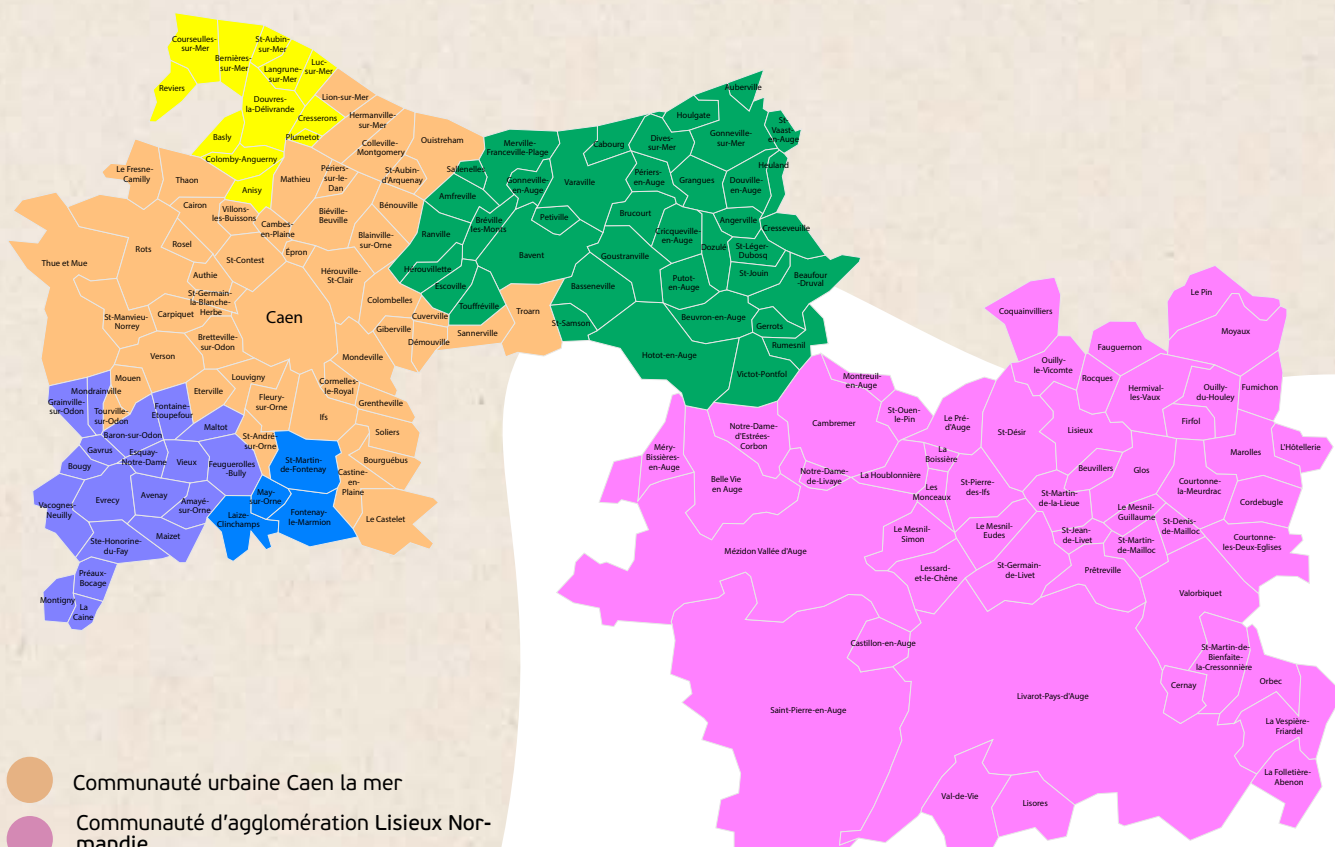 Courseulles-
sur-Mer
St-Aubin-
sur-Mer
Bernières-
sur-Mer
Luc-
sur-Mer
Langrune-
sur-Mer
Reviers
Douvres-
la-Délivrande
Cresserons
Basly
Plumetot
Colomby-Anguerny
Anisy
Lion-sur-Mer
Hermanville-
sur-Mer
Colleville-
Montgomery
Ouistreham
Le Fresne-
Camilly
Thaon
Mathieu
Périers-
sur-le-
Dan
St-Aubin-
d'Arquenay
Cairon
Villons-
les-Buissons
Biéville-
Beuville
Bénouville
Cambes-
en-Plaine
Blainville-
sur-Orne
Thue et Mue
Rots
Rosel
St-Contest
Épron
Hérouville-
St-Clair
Authie
St-Germain-
la-Blanche-
Herbe
Carpiquet
St-Manvieu-
Norrey
Caen
Colombelles
Cuverville
Giberville
Démouville
Sannerville
Troarn
Bretteville-
sur-Odon
Verson
Mondeville
Mouen
Mondrainville
Grainville-
sur-Odon
Tourville-
sur-Odon
Eterville
Louvigny
Fleury-
sur-Orne
Cormelles-
le-Royal
Grentheville
Ifs
Soliers
St-André-
sur-Orne
Bourguébus
Castine-
en-
Plaine
Le Castelet
Fontaine-
Etoupefour
Maltot
Baron-sur-Odon
Gavrus
Esquay-
Notre-Dame
Vieux
Feuguerolles
-Bully
Bougy
Evrecy
Avenay
Amayé-
sur-Orne
Vacognes-
Neuilly
Ste-Honorine-
du-Fay
Maizet
Préaux-
Bocage
Montigny
La
Caine
St-Martin-
de-Fontenay
May-
sur-Orne
Laize-
Clinchamps
Fontenay-
le-Marmion
Auberville
Houlgate
St-
Vaast-
en-Auge
Merville-
Franceville-Plage
Cabourg
Dives-
sur-Mer
Gonneville-
sur-Mer
Sallenelles
Heuland
Gonneville-
en-Auge
Varaville
Périers-
en-Auge
Grangues
Douville-
en-Auge
Amfreville
Bréville-
les-Monts
Petiville
Brucourt
Cricqueville-
en-Auge
Angerville
Cresseveuille
Ranville
Bavent
Goustranville
Dozulé
St-Léger-
Dubosq
Hérouvillette
Escoville
Touffréville
Basseneville
Putot-
en-Auge
St-Jouin
Beaufour
-Druval
St-Samson
Beuvron-en-Auge
Gerrots
Rumesnil
Hotot-en-Auge
Victot-Pontfol
Le Pin
Coquainvilliers
Moyaux
Fauguernon
Ouilly-
le-Vicomte
Rocques
Hermival-
les-Vaux
Ouilly-
du-Houley
Fumichon
Montreuil-
en-Auge
St-Ouen-
le-Pin
Le Pré-
d'Auge
St-Désir
Lisieux
Firfol
Marolles
L'Hôtellerie
Cambremer
Notre-Dame-
d'Estrées-
Corbon
Méry-
Bissières-
en-Auge
Belle Vie
en Auge
Notre-Dame-
de-Livaye
La Houblonnière
La
Boissière
Les
Monceaux
St-Pierre-
des-Ifs
Beuvillers
Glos
Courtonne-
la-Meurdrac
Cordebugle
St-Martin-
de-la-Lieue
Le Mesnil-
Guillaume
St-Denis-
de-Mailloc
Courtonne-
les-Deux-Eglises
Le Mesnil-
Simon
Le Mesnil-
Eudes
St-Jean-
de-Livet
St-Martin-
de-Mailloc
Mézidon Vallée d'Auge
Lessard-
et-le-Chêne
St-Germain-
de-Livet
Prêtreville
Valorbiquet
Castillon-en-Auge
St-Martin-de-
Bienfaite-
la-Cressonnière
Cernay
Orbec
Saint-Pierre-en-Auge
Livarot-Pays-d'Auge
La Vespière-
Friardel
La Folletière-
Abenon
Val-de-Vie
Lisores
Communauté urbaine Caen la mer
Communauté d'agglomération Lisieux Nor-
mandie